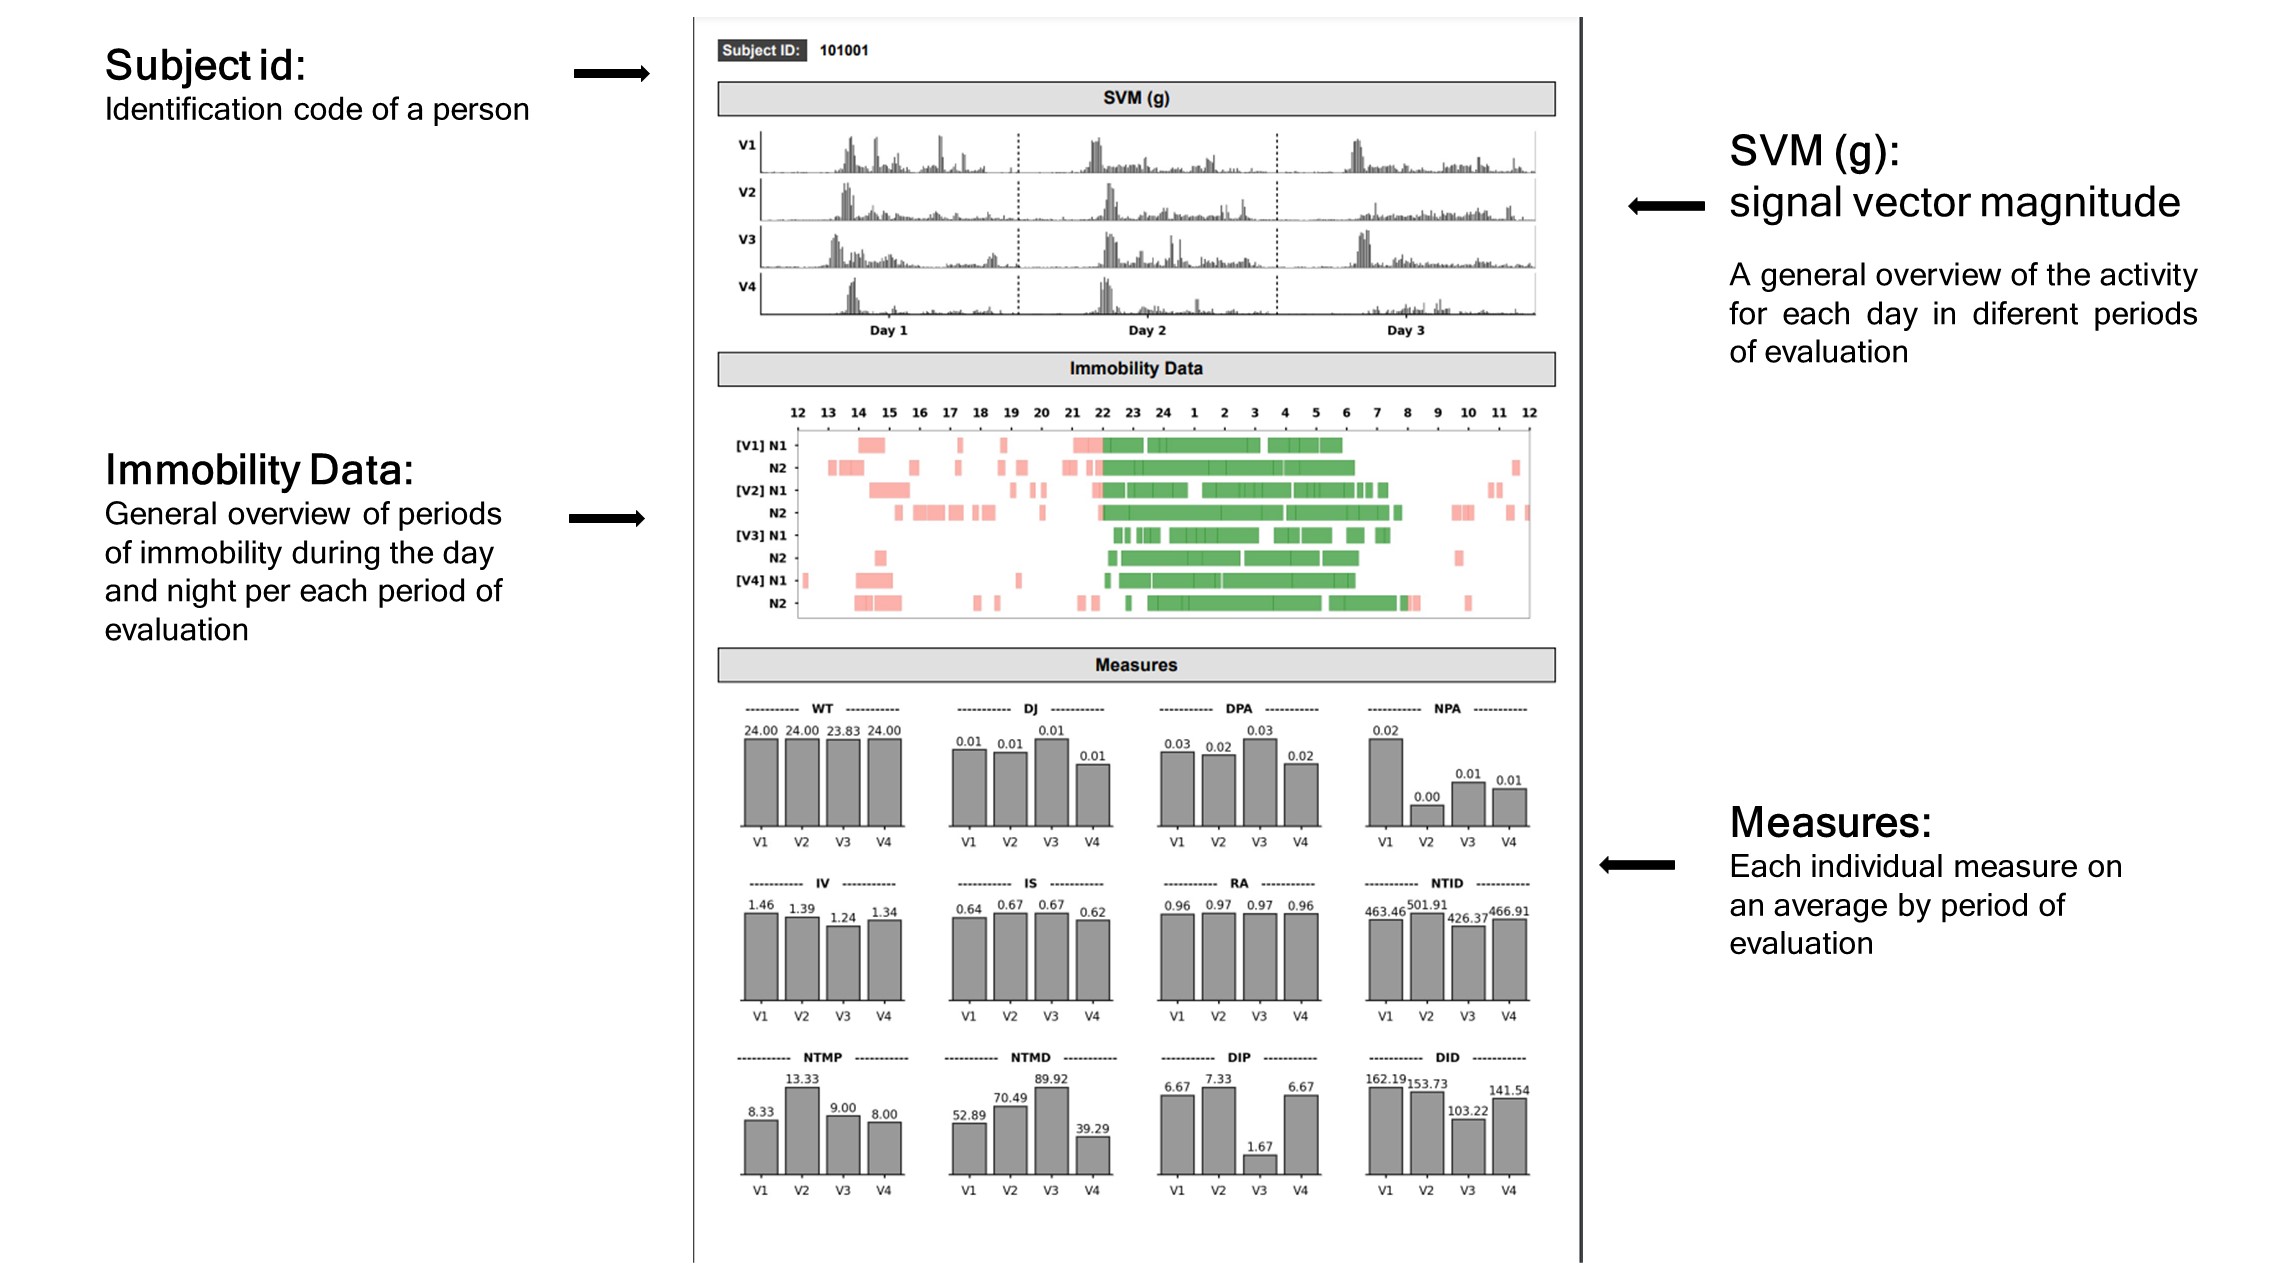 Subject id:
Identification code of a person
Immobility Data:
General overview of periods
of immobility during the day
and night per each period of
evaluation
Subject ID: 101001
SVM (g)
V1
V2
V3
V4
Day 1 Day 2 Day 3
Immobility Data
12 13 14 15 16 17 18 19 20 21 22 23 24 1 2 3 4 5 6 7 8 9 10 11 12
[V1] N1
N2
[V2] N1
N2
[V3] N1
N2
[V4] N1
N2
Measures
WT DJ DPA NPA
24.00 24.00 23.83 24.00 0.01 0.01 0.01 0.01 0.03 0.02 0.03 0.02 0.02 0.00 0.01 0.01
V1 V2 V3 V4 V1 V2 V3 V4 V1 V2 V3 V4 V1 V2 V3 V4
IV IS RA NTID
1.46 1.39 1.24 1.34 0.64 0.67 0.67 0.62 0.96 0.97 0.97 0.96 463.46 501.91 426.37 466.91
V1 V2 V3 V4 V1 V2 V3 V4 V1 V2 V3 V4 V1 V2 V3 V4
NTMP NTMD DIP DID
8.33 13.33 9.00 8.00 52.89 70.49 89.92 39.29 6.67 7.33 1.67 6.67 162.19 153.73 103.22 141.54
V1 V2 V3 V4 V1 V2 V3 V4 V1 V2 V3 V4 V1 V2 V3 V4
SVM (g):
signal vector magnitude
A general overview of the activity
for each day in diferent periods
of evaluation
Measures:
Each individual measure on
an average by period of
evaluation